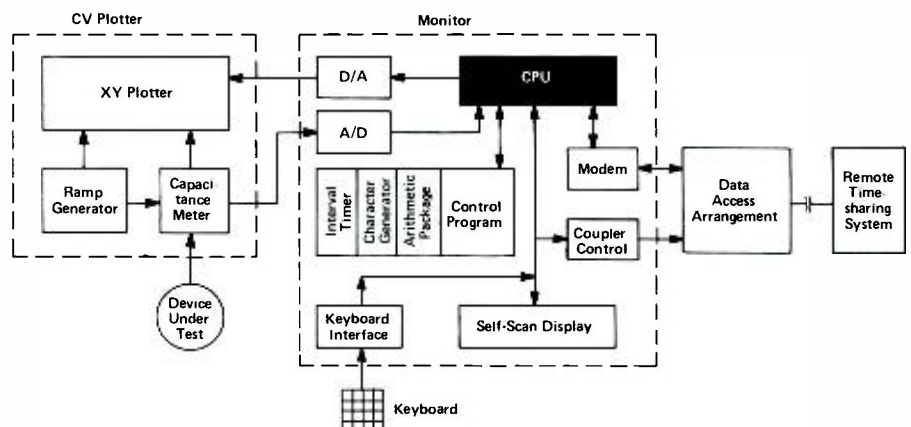 CV Plotter
Monitor
XY Plotter
D/A
CPU
A/D
Ramp
Generator
Capaci
tance
Meter
Interval
Timer
Character
Generator
Arithmetic
Package
Control
Program
Modem
Data
Access
Arrangement
Remote
Time-
sharing
System
Coupler
Control
Device
Under
Test
Keyboard
Interface
Self-Scan Display
Keyboard